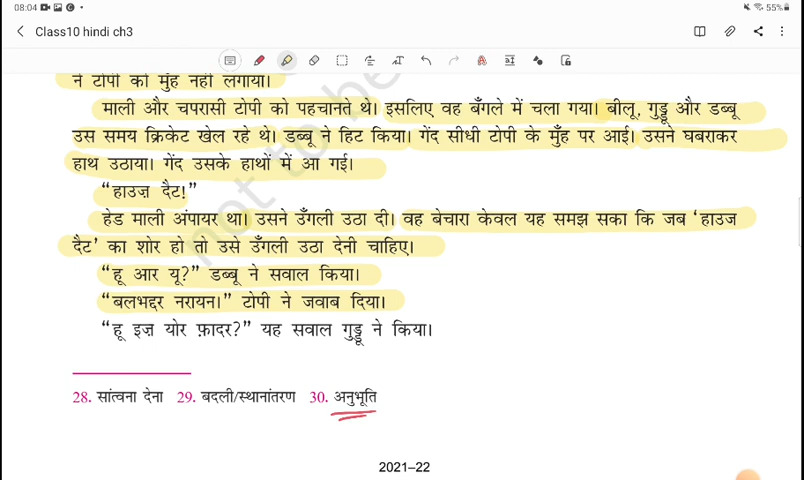 08:04
55%
Class10 hindi ch3
ने टोपी को मुँह नहीं लगाया।
माली और चपरासी टोपी को पहचानते थे। इसलिए वह बँगले में चला गया। बीलू, गुड्डू और डब्बू
उस समय क्रिकेट खेल रहे थे। डब्बू ने हिट किया। गेंद सीधी टोपी के मुँह पर आई। उसने घबराकर
हाथ उठाया। गेंद उसके हाथों में आ गई।
“हाउज़ दैट!”
हेड माली अंपायर था। उसने उँगली उठा दी। वह बेचारा केवल यह समझ सका कि जब ‘हाउज
दैट’ का शोर हो तो उसे उँगली उठा देनी चाहिए।
“हू आर यू?” डब्बू ने सवाल किया।
“बलभद्दर नरायन।” टोपी ने जवाब दिया।
“हू इज़ योर फ़ादर?” यह सवाल गुड्डू ने किया।
28. सांत्वना देना 29. बदली/स्थानांतरण 30. अनुभूति
2021–22
not to be